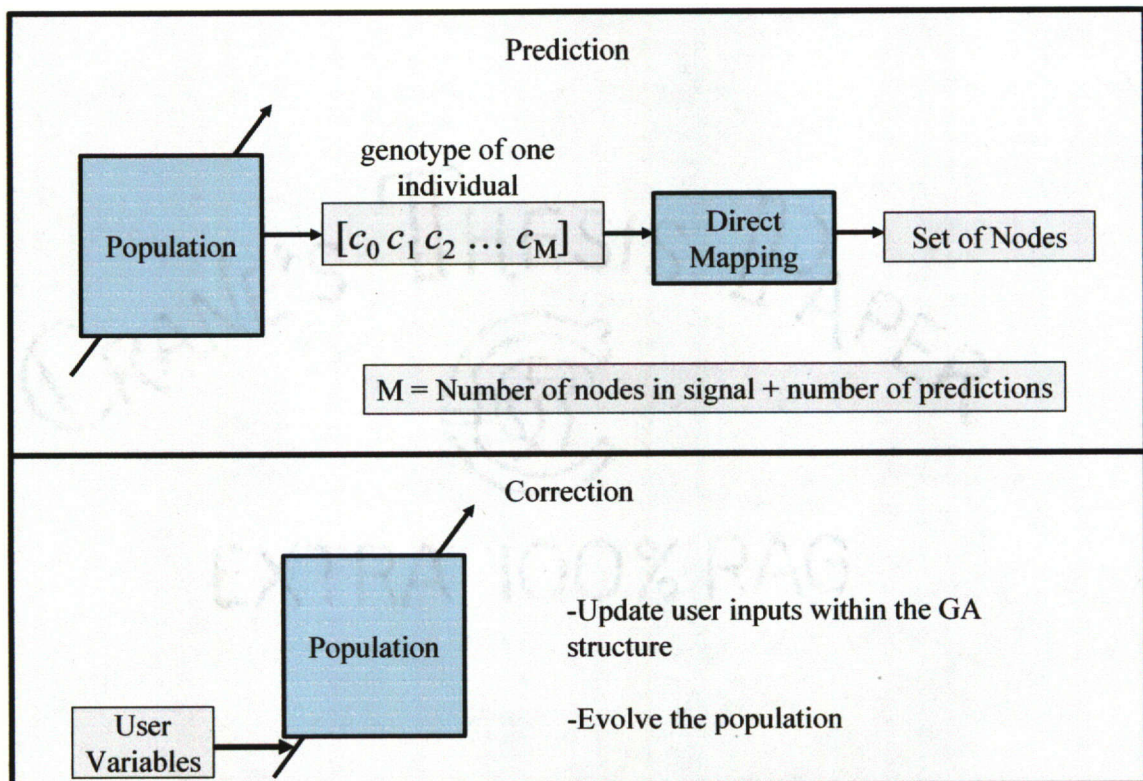 Prediction
genotype of one
individual
Population
[c0 c1 c2 … cM]
Direct
Mapping
Set of Nodes
M = Number of nodes in signal + number of predictions
Correction
Population
-Update user inputs within the GA
structure
-Evolve the population
User
Variables